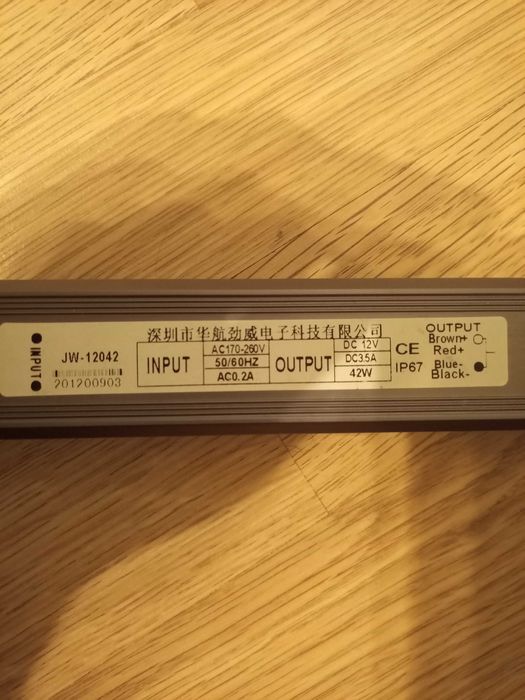 深圳市华航劲威电子科技有限公司
INPUT
JW-12042
201200903
INPUT
AC170-260V
50/60HZ
AC0.2A
OUTPUT
DC 12V
DC3.5A
42W
CE
IP67
OUTPUT
Brown+
Red+
Blue-
Black-